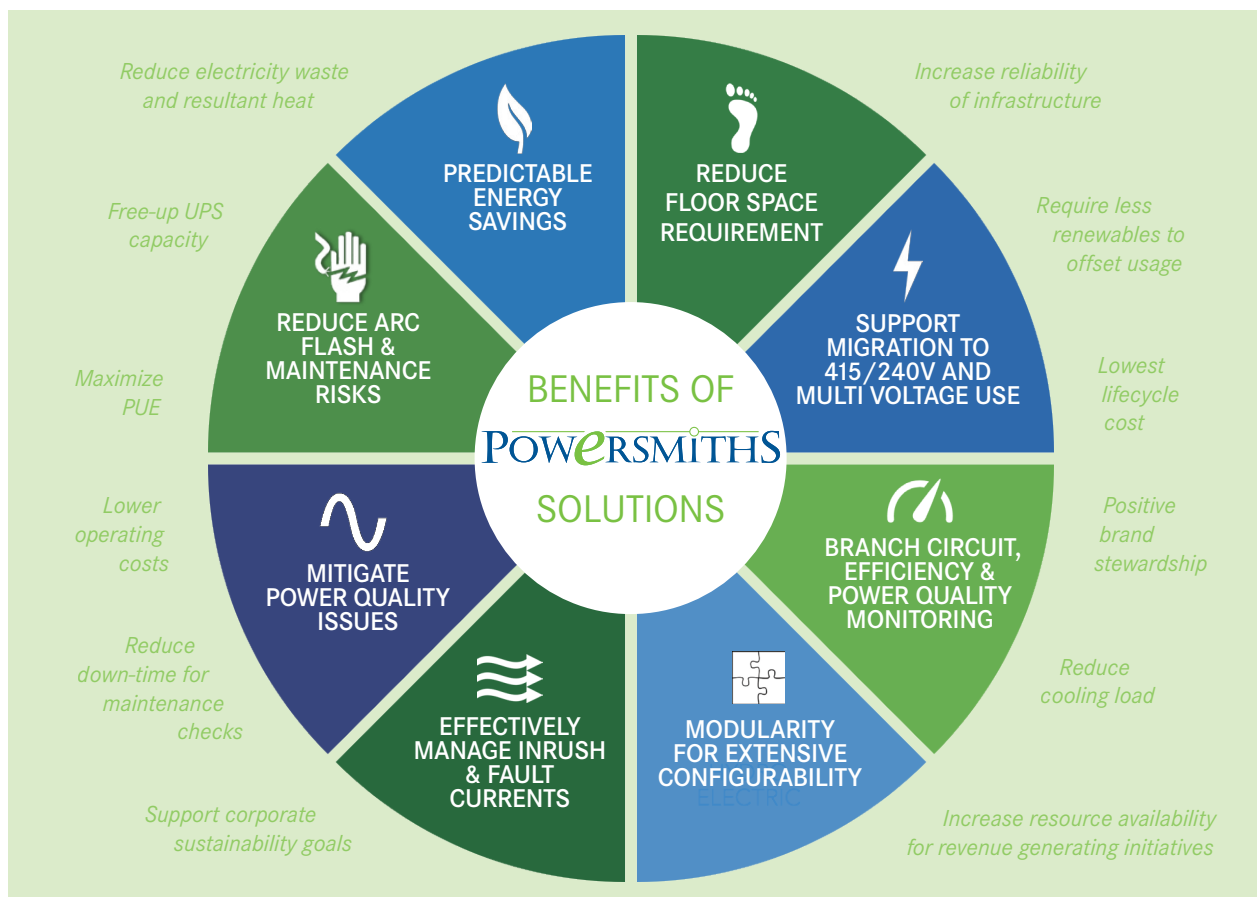 Reduce electricity waste
and resultant heat
Free-up UPS
capacity
Maximize
PUE
Lower
operating
costs
Reduce
down-time for
maintenance
checks
Support corporate
sustainability goals
PREDICTABLE
ENERGY
SAVINGS
REDUCE
FLOOR SPACE
REQUIREMENT
REDUCE ARC
FLASH &
MAINTENANCE
RISKS
SUPPORT
MIGRATION TO
415/240V AND
MULTI VOLTAGE USE
BENEFITS OF
POWERSMITHS
SOLUTIONS
MITIGATE
POWER QUALITY
ISSUES
BRANCH CIRCUIT,
EFFICIENCY &
POWER QUALITY
MONITORING
EFFECTIVELY
MANAGE INRUSH
& FAULT
CURRENTS
MODULARITY
FOR EXTENSIVE
CONFIGURABILITY
ELECTRIC
Increase reliability
of infrastructure
Require less
renewables to
offset usage
Lowest
lifecycle
cost
Positive
brand
stewardship
Reduce
cooling load
Increase resource availability
for revenue generating initiatives